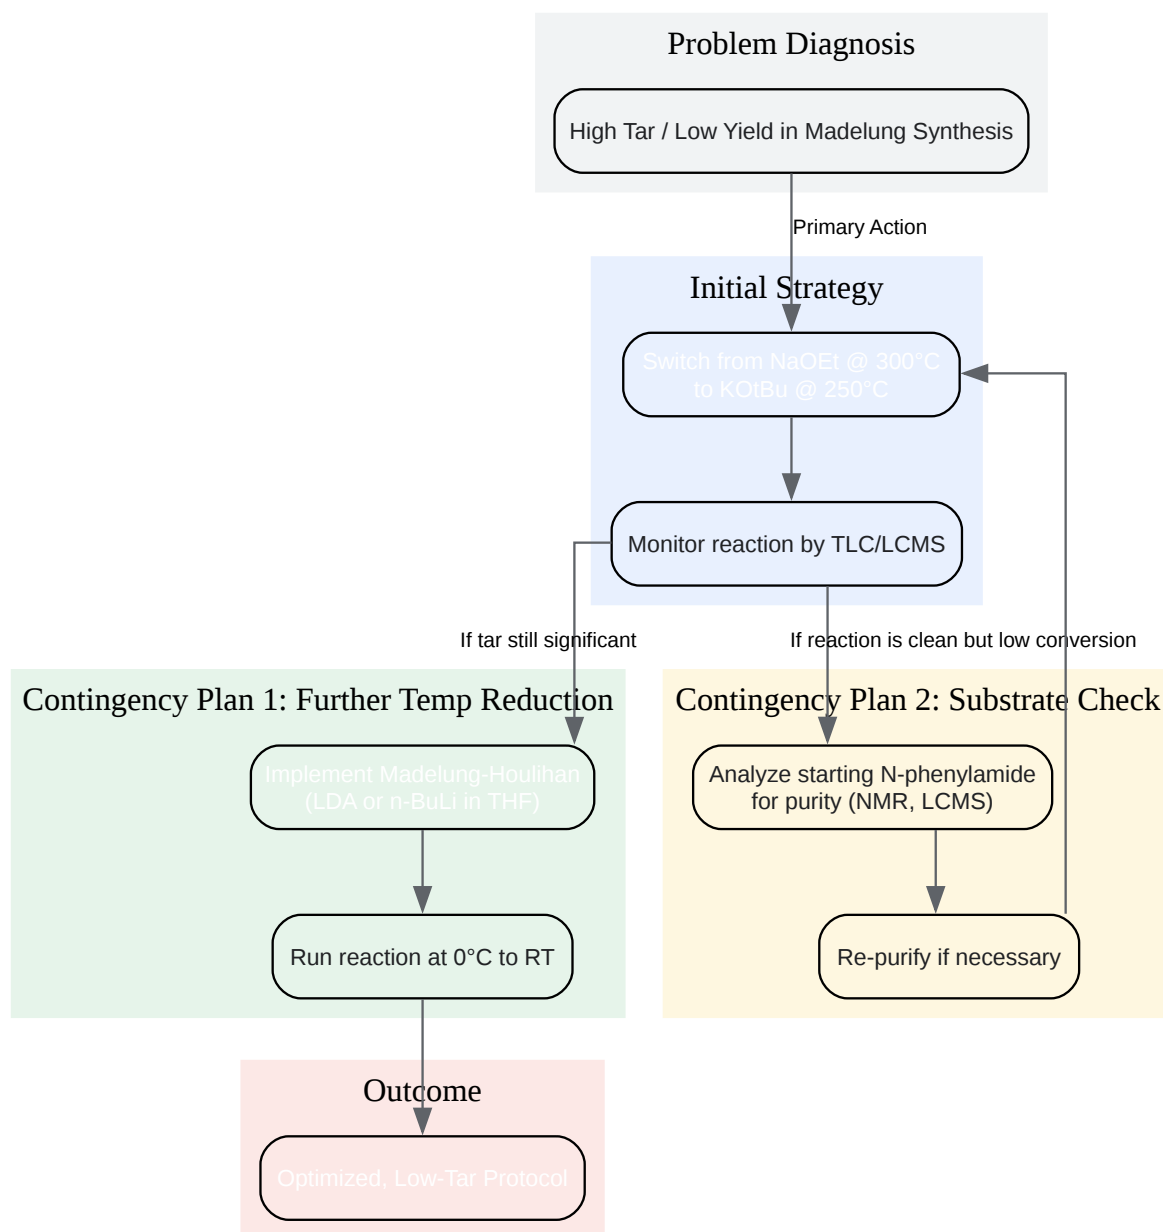 Problem Diagnosis
High Tar / Low Yield in Madelung Synthesis
Primary Action
Initial Strategy
Switch from NaOEt @ 300°C
to KOtBu @ 250°C
Monitor reaction by TLC/LCMS
If tar still significant
If reaction is clean but low conversion
Contingency Plan 1: Further Temp Reduction
Implement Madelung-Houlihan
(LDA or n-BuLi in THF)
Run reaction at 0°C to RT
Contingency Plan 2: Substrate Check
Analyze starting N-phenylamide
for purity (NMR, LCMS)
Re-purify if necessary
Outcome
Optimized, Low-Tar Protocol